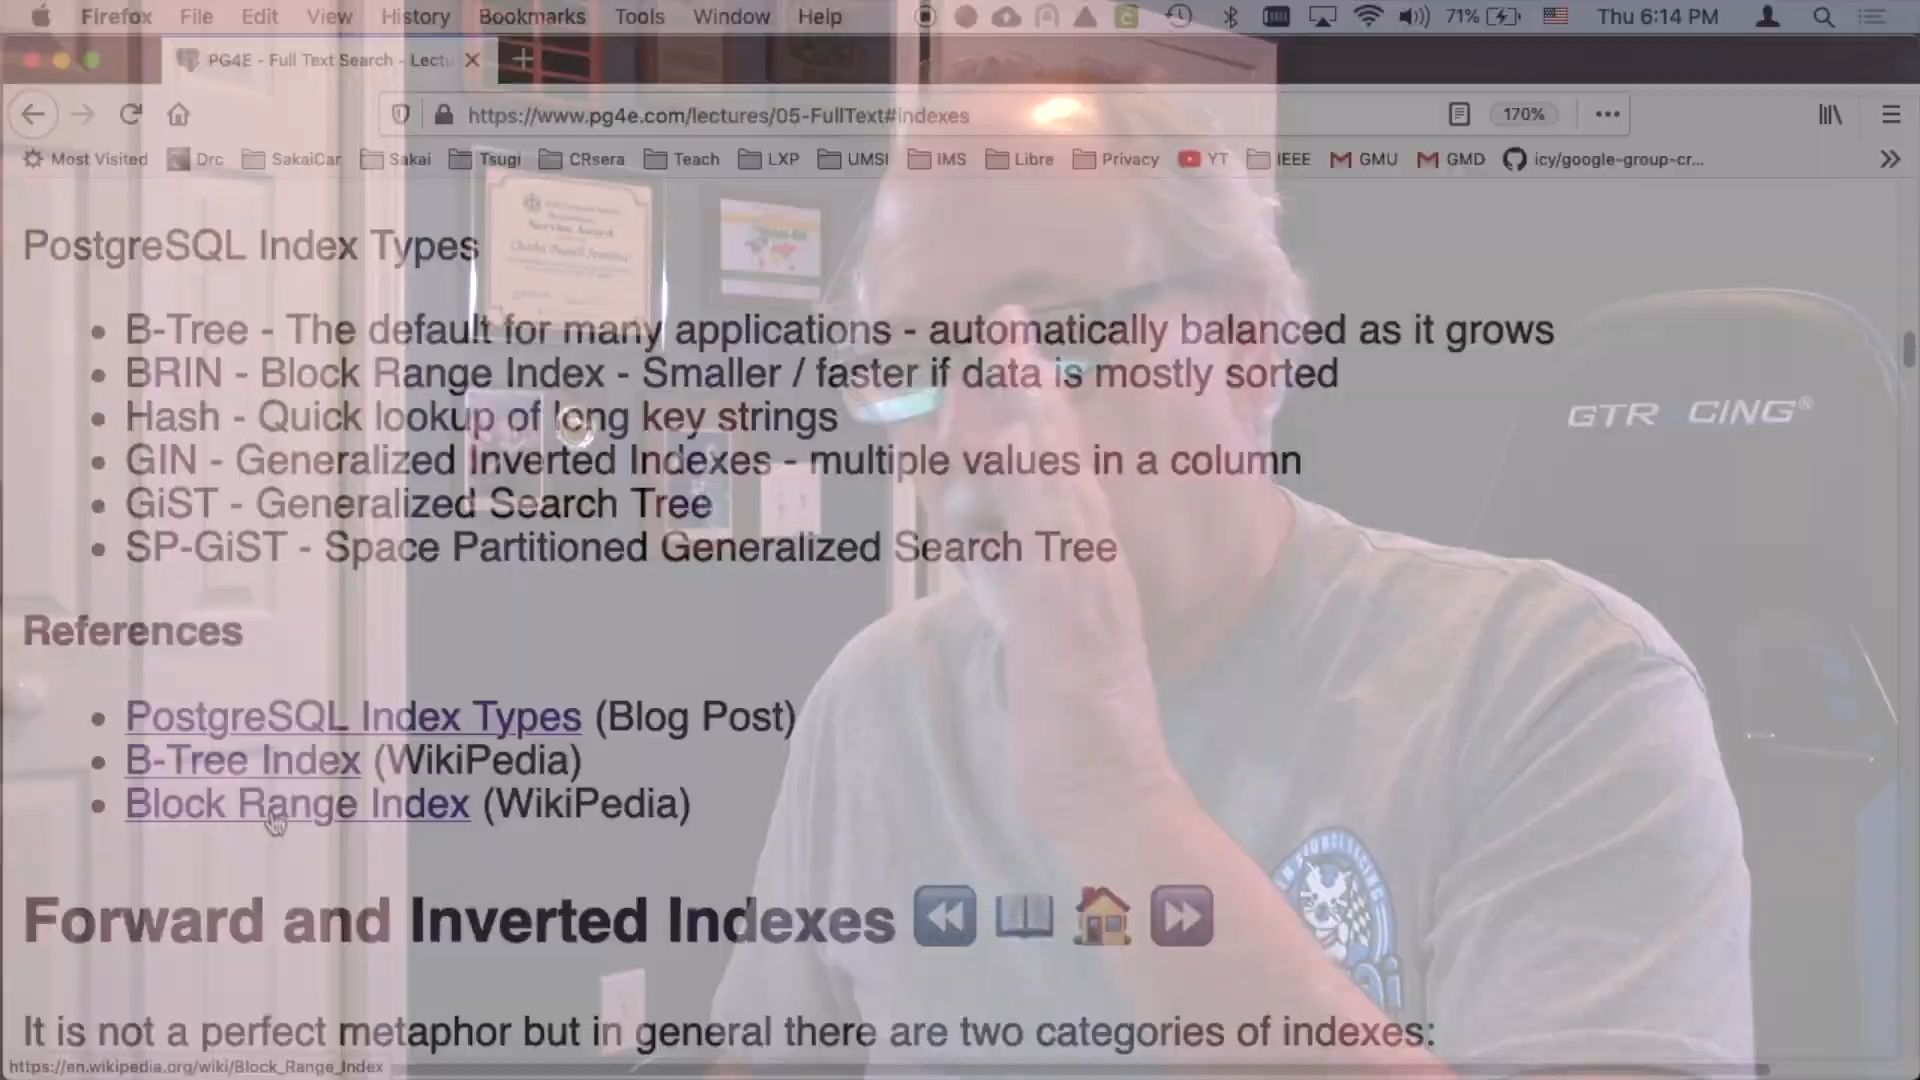 Firefox File Edit View History Bookmarks Tools Window Help 71% Thu 6:14 PM
PG4E - Full Text Search - Lectu
https://www.pg4e.com/lectures/05-FullText#indexes 170%
Most Visited Drc SakaiCar Sakai Tsugi CRsera Teach LXP UMSI IMS Libre Privacy YT IEEE GMU GMD icy/google-group-cr...
PostgreSQL Index Types
Service Award
• B-Tree - The default for many applications - automatically balanced as it grows
• BRIN - Block Range Index - Smaller / faster if data is mostly sorted
GTR CING®
• Hash - Quick lookup of long key strings
• GIN - Generalized Inverted Indexes - multiple values in a column
• GiST - Generalized Search Tree
• SP-GiST - Space Partitioned Generalized Search Tree
References
• PostgreSQL Index Types (Blog Post)
• B-Tree Index (WikiPedia)
• Block Range Index (WikiPedia)
Forward and Inverted Indexes
It is not a perfect metaphor but in general there are two categories of indexes:
https://en.wikipedia.org/wiki/Block_Range_Index